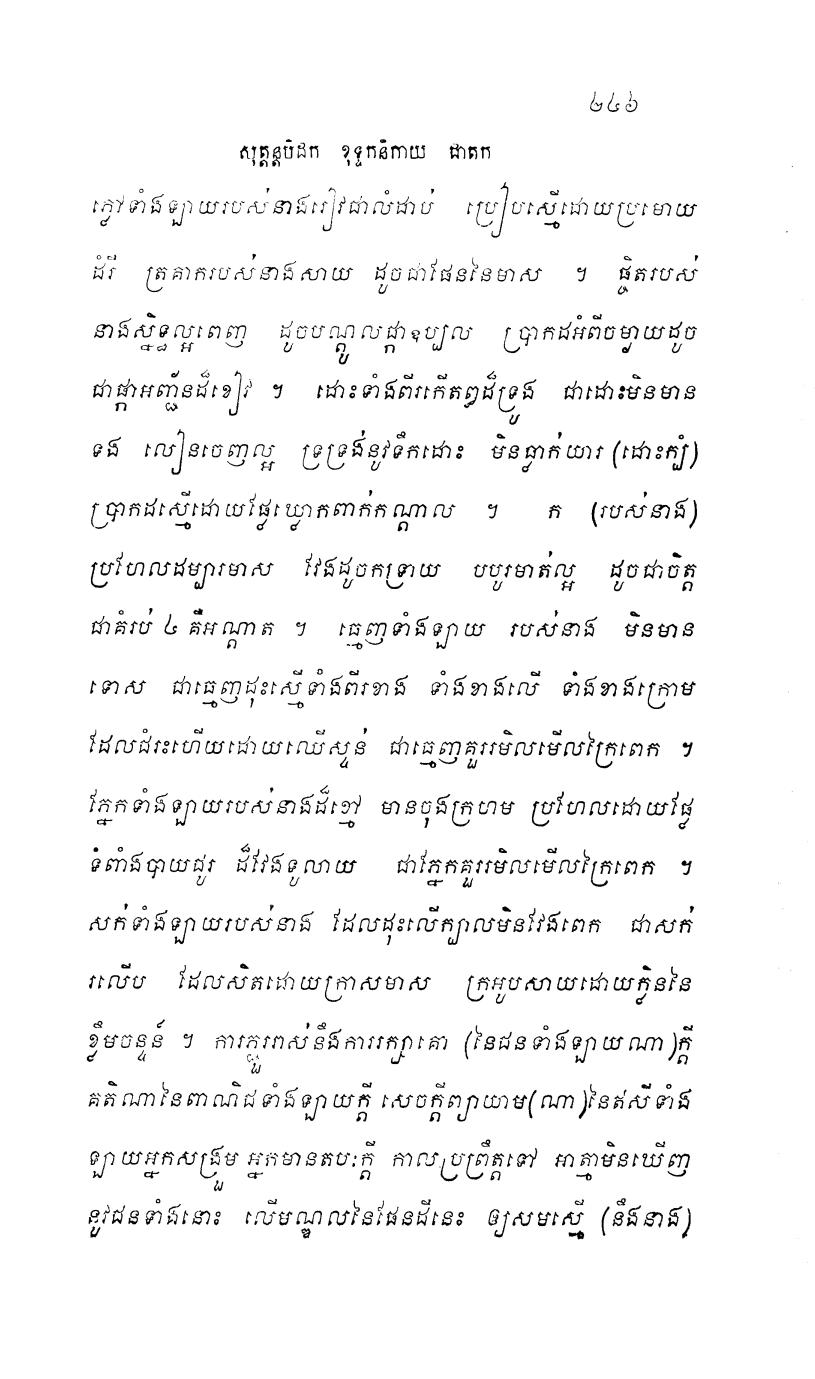 ២៤៦
សុត្តន្តបិដក ខុទ្ទកនិកាយ ជាតក
ភ្លៅទាំងឡាយរបស់នាងរៀវជាលំដាប់ ប្រៀបស្មើដោយប្រមោយ
ដំរី ត្រគាករបស់នាងសាយ ដូចជាផែននៃមាស ។ ផ្ចិតរបស់
នាងស្និទ្ធល្អពេញ ដូចបណ្តូលផ្កាឧប្បល ប្រាកដអំពីចម្ងាយដូច
ជាផ្កាអញ្ជ័នដ៏ខៀវ ។ ដោះទាំងពីរកើតឰដ៏ទ្រូង ជាដោះមិនមាន
ទង លៀនចេញល្អ ទ្រទ្រង់នូវទឹកដោះ មិនធ្លាក់យារ (ដោះក្បំ)
ប្រាកដស្មើដោយផ្លែឃ្លោកពាក់កណ្តាល ។ ក (របស់នាង)
ប្រហែលដម្បារមាស វែងដូចកទ្រាយ បបូរមាត់ល្អ ដូចជាចិត្ត
ជាគំរប់ ៤ គឺអណ្តាត ។ ធ្មេញទាំងឡាយ របស់នាង មិនមាន
ទោស ជាធ្មេញដុះស្មើទាំងពីរខាង ទាំងខាងលើ ទាំងខាងក្រោម
ដែលជំរះហើយដោយឈើស្ទន់ ជាធ្មេញគួររមិលមើលក្រៃពេក ។
ភ្នែកទាំងឡាយរបស់នាងដ៏ខ្មៅ មានចុងក្រហម ប្រហែលដោយផ្លែ
ទំពាំងបាយជូរ ដ៏វែងទូលាយ ជាភ្នែកគួររមិលមើលក្រៃពេក ។
សក់ទាំងឡាយរបស់នាង ដែលដុះលើក្បាលមិនវែងពេក ជាសក់
រលើប ដែលសិតដោយក្រាសមាស ក្រអូបសាយដោយក្លិននៃ
ខ្លឹមចន្ទន៍ ។ ការភ្ជួររាស់នឹងការរក្សាគោ (នៃជនទាំងឡាយណា)ក្តី
គតិណានៃពាណិជទាំងឡាយក្តី សេចក្តីព្យាយាម(ណា)នៃឥសីទាំង
ឡាយអ្នកសង្រួម អ្នកមានតបៈក្តី កាលប្រព្រឹត្តទៅ អាត្មាមិនឃើញ
នូវជនទាំងនោះ លើមណ្ឌលនៃផែនដីនេះ ឲ្យសមស្មើ (នឹងនាង)